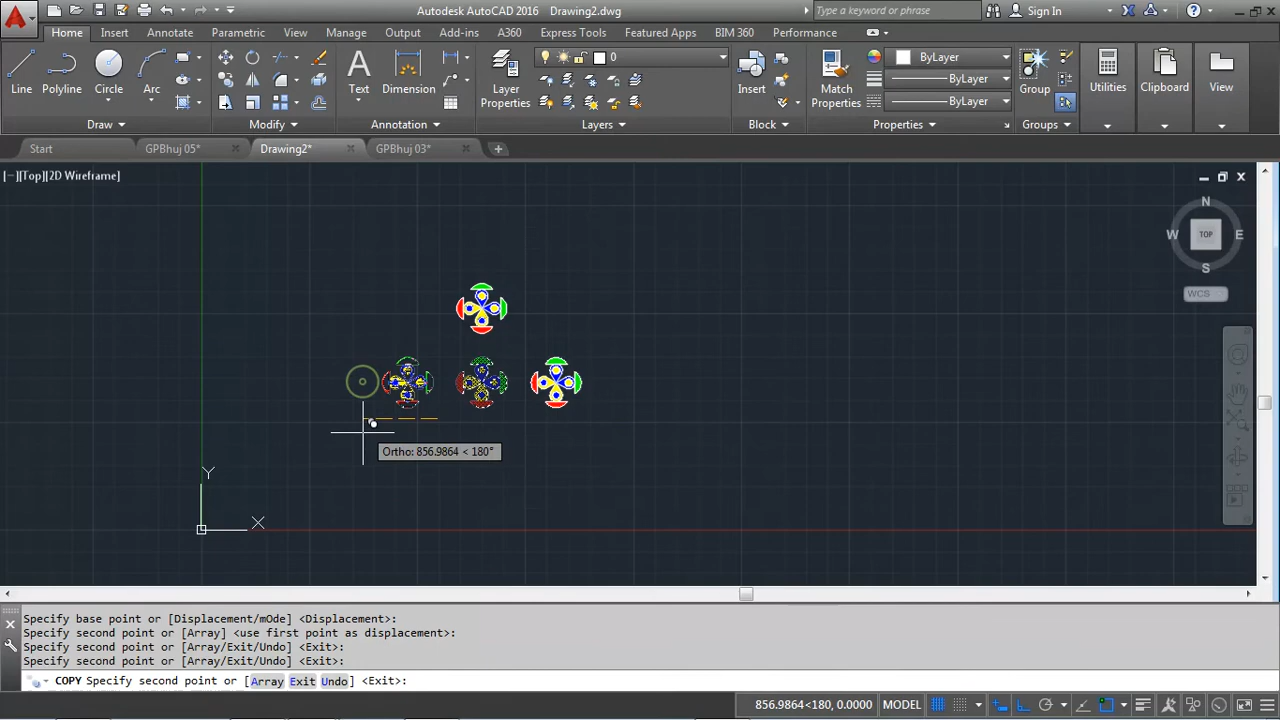 Autodesk AutoCAD 2016 Drawing2.dwg
Type a keyword or phrase
Sign In
Home Insert Annotate Parametric View Manage Output Add-ins A360 Express Tools Featured Apps BIM 360 Performance
Line Polyline Circle Arc
Text Dimension
Layer Properties
0
Insert
Match Properties
ByLayer
ByLayer
ByLayer
Group
Utilities
Clipboard
View
Draw Modify Annotation Layers Block Properties Groups
Start GPBhuj 05* Drawing2* GPBhuj 03*
[−][Top][2D Wireframe]
N
W TOP E
S
WCS
Ortho: 856.9864 < 180°
Y
X
Specify base point or [Displacement/mOde] <Displacement>:
Specify second point or [Array] <use first point as displacement>:
Specify second point or [Array/Exit/Undo] <Exit>:
Specify second point or [Array/Exit/Undo] <Exit>:
COPY Specify second point or [Array Exit Undo] <Exit>:
856.9864<180, 0.0000 MODEL